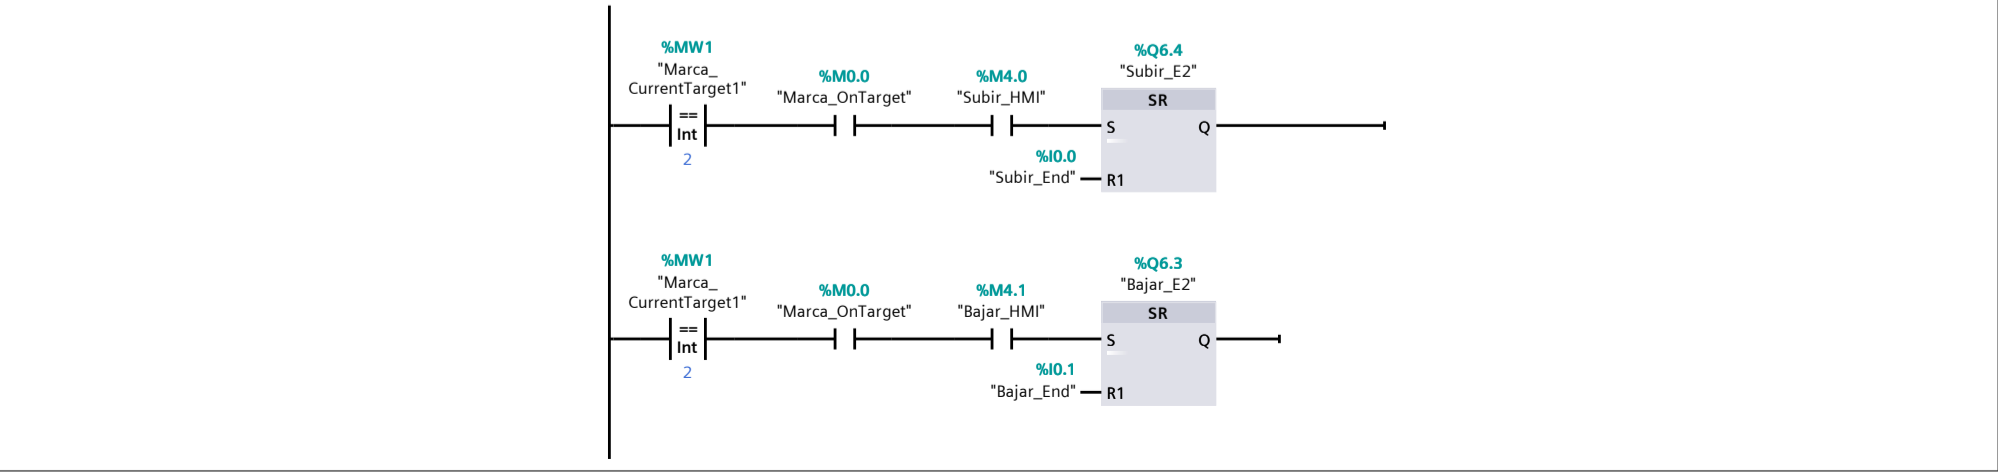 %MW1
"Marca_
CurrentTarget1"
==
Int
2
%M0.0
"Marca_OnTarget"
%M4.0
"Subir_HMI"
%Q6.4
"Subir_E2"
SR
S
Q
%I0.0
"Subir_End"
R1
%MW1
"Marca_
CurrentTarget1"
==
Int
2
%M0.0
"Marca_OnTarget"
%M4.1
"Bajar_HMI"
%Q6.3
"Bajar_E2"
SR
S
Q
%I0.1
"Bajar_End"
R1